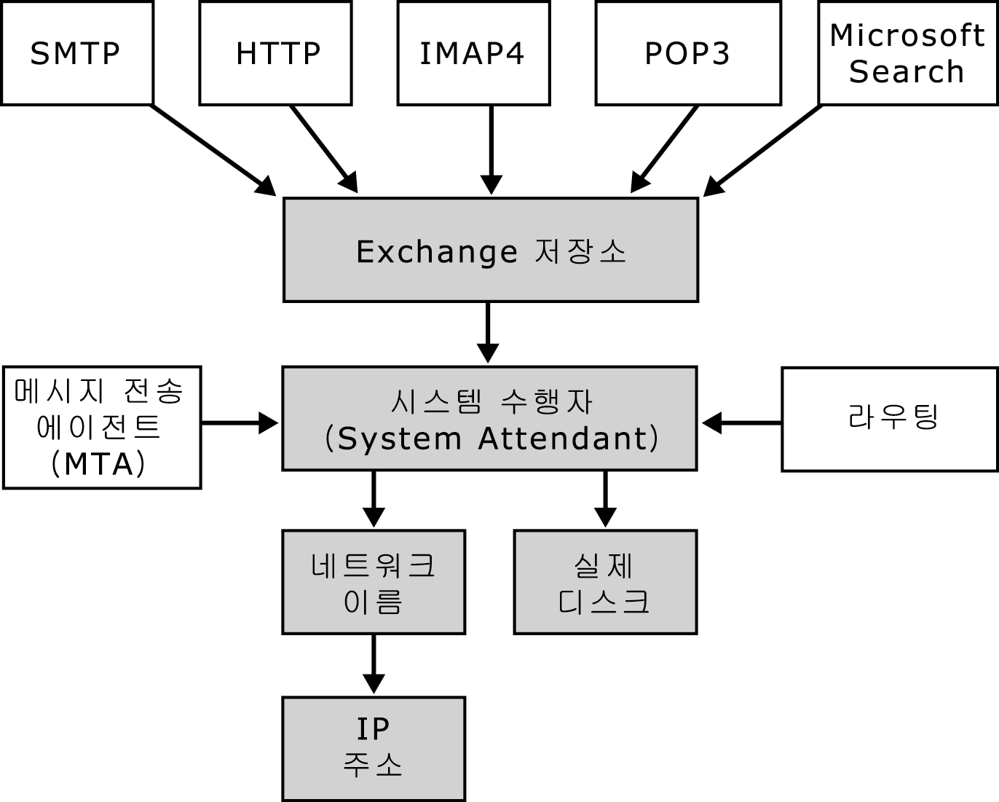 SMTP
HTTP
IMAP4
POP3
Microsoft
Search
Exchange 저장소
메시지 전송
에이전트
(MTA)
시스템 수행자
(System Attendant)
라우팅
네트워크
이름
실제
디스크
IP
주소